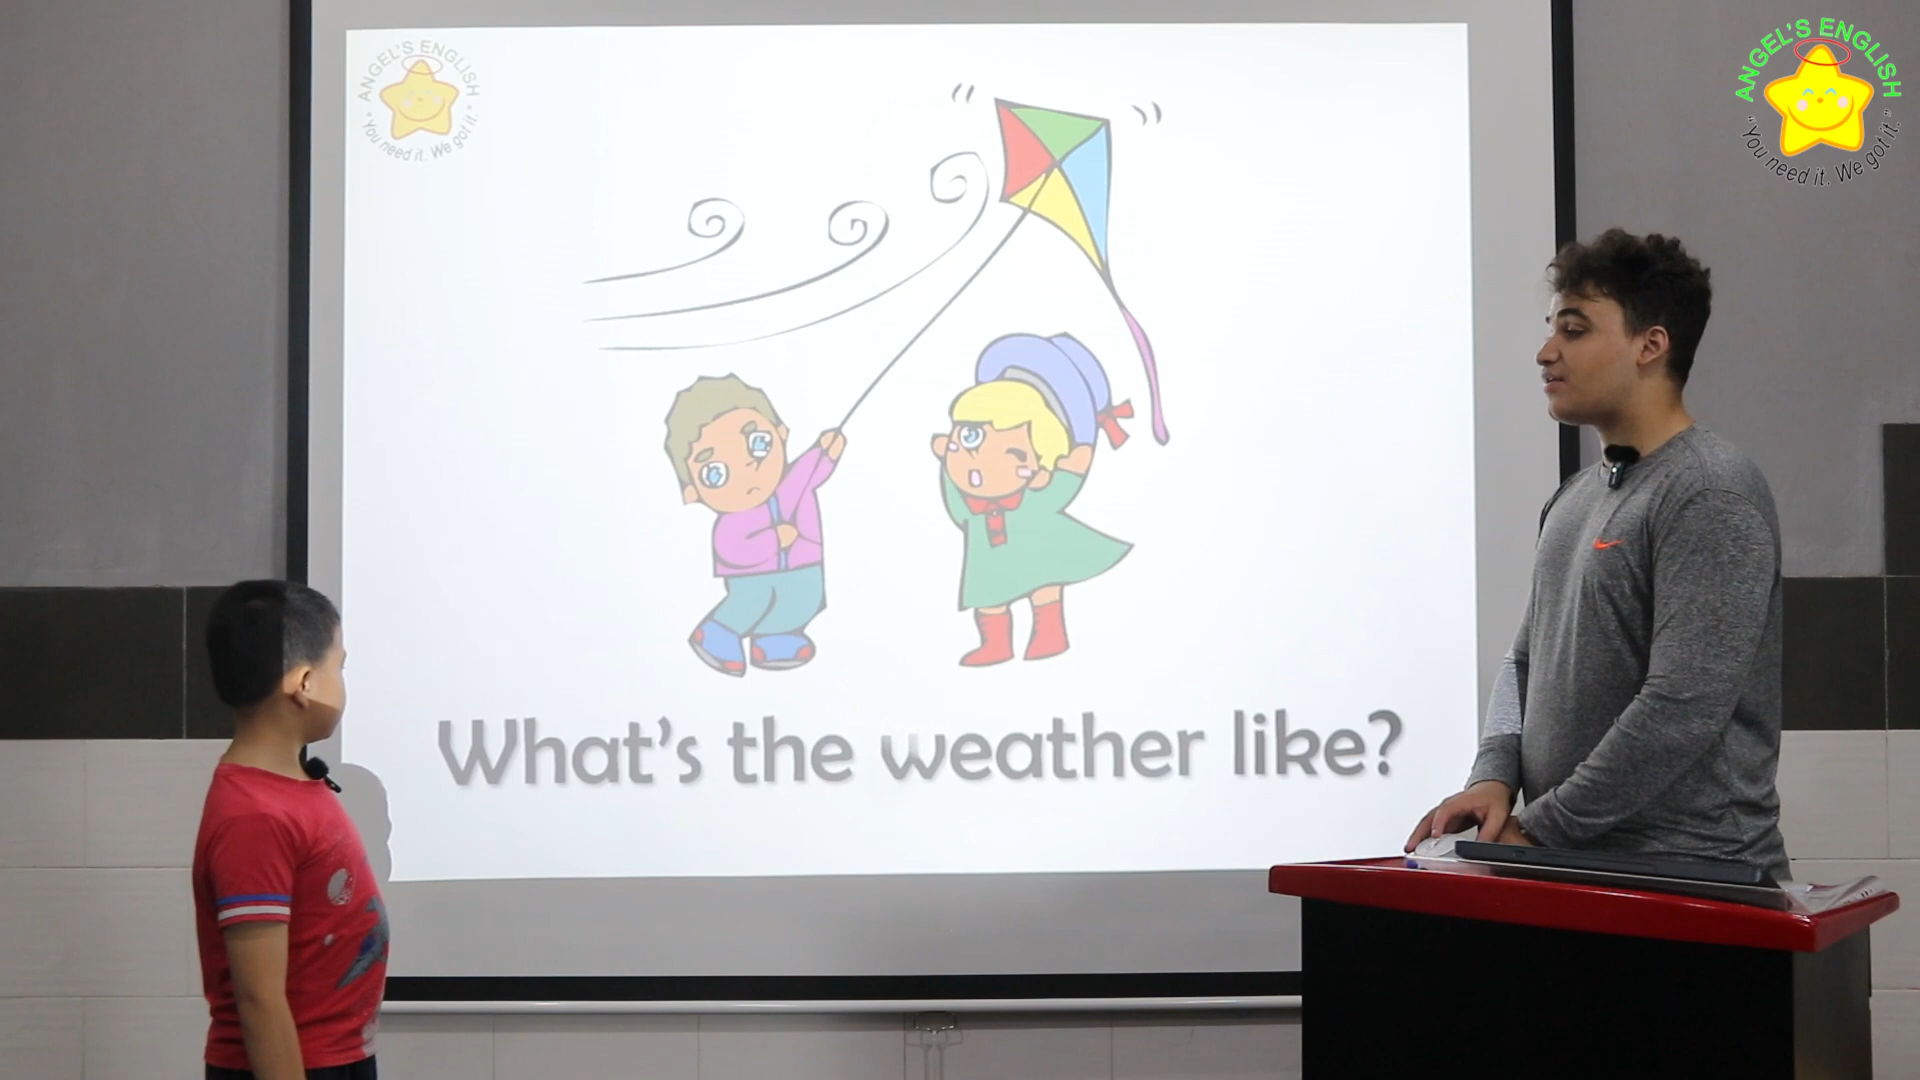 ANGEL'S ENGLISH
"You need it. We got it."
What's the weather like?
ANGEL'S ENGLISH
"You need it. We got it."